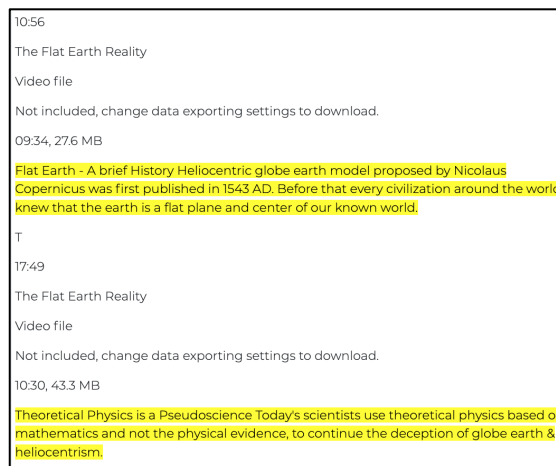 10:56
The Flat Earth Reality
Video file
Not included, change data exporting settings to download.
09:34, 27.6 MB
Flat Earth - A brief History Heliocentric globe earth model proposed by Nicolaus
Copernicus was first published in 1543 AD. Before that every civilization around the world
knew that the earth is a flat plane and center of our known world.
T
17:49
The Flat Earth Reality
Video file
Not included, change data exporting settings to download.
10:30, 43.3 MB
Theoretical Physics is a Pseudoscience Today's scientists use theoretical physics based
mathematics and not the physical evidence, to continue the deception of globe earth &
heliocentrism.